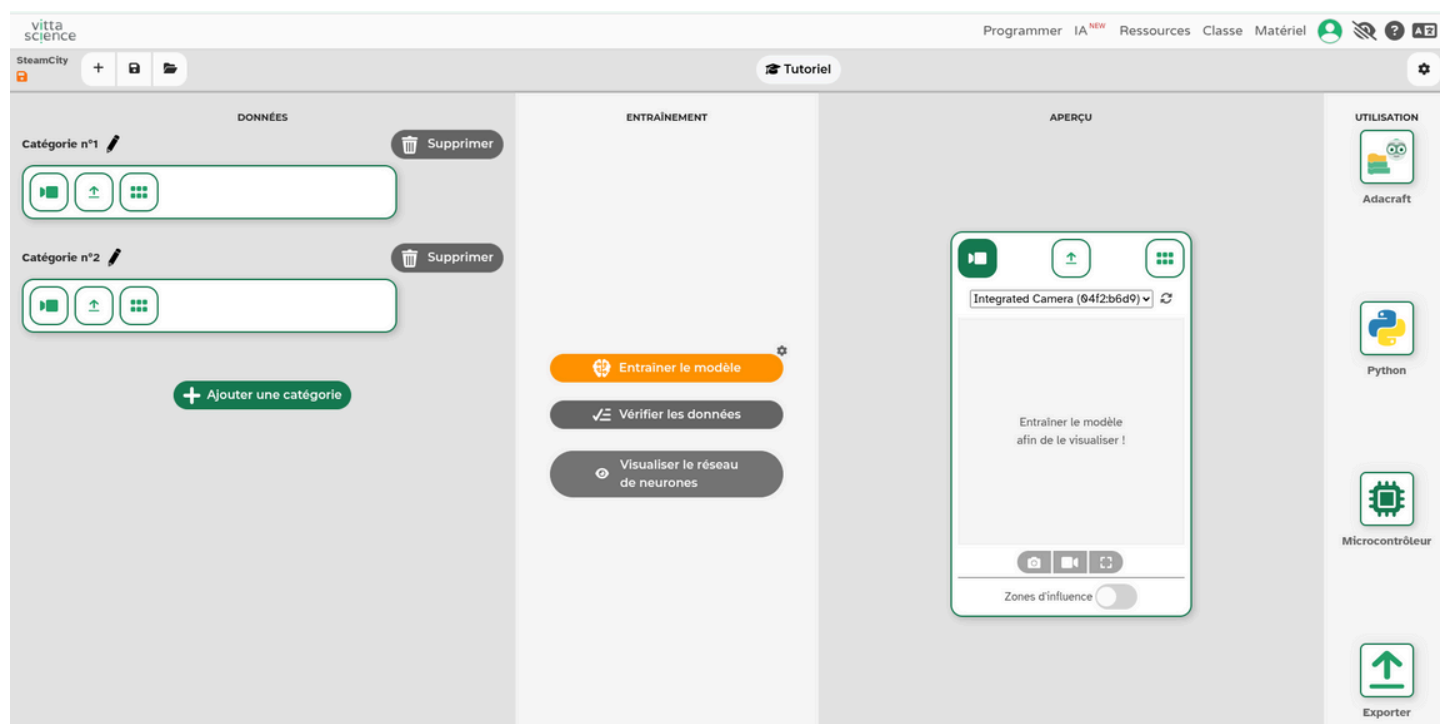 vitta
science
Programmer IA NEW Ressources Classe Matériel
SteamCity
Tutoriel
DONNÉES
ENTRAÎNEMENT
APERÇU
UTILISATION
Catégorie n°1
Supprimer
Catégorie n°2
Supprimer
Ajouter une catégorie
Entrainer le modèle
Vérifier les données
Visualiser le réseau
de neurones
Integrated Camera (04f2:b6d9)
Entraîner le modèle
afin de le visualiser !
Zones d'influence
Adacraft
Python
Microcontrôleur
Exporter